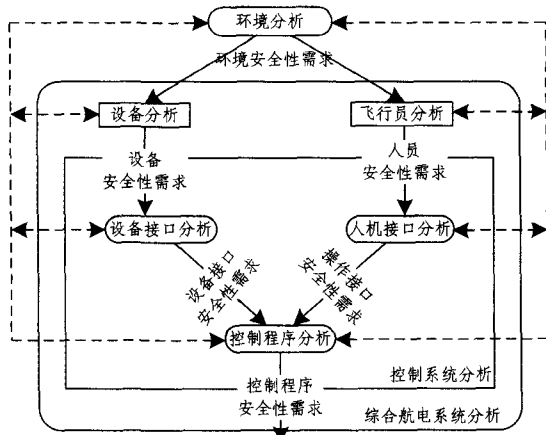 环境分析
环境安全性需求
设备分析
飞行员分析
设备
安全性需求
人员
安全性需求
设备接口分析
人机接口分析
设备接口
安全性需求
操作接口
安全性需求
控制程序分析
控制系统分析
控制程序
安全性需求
综合航电系统分析